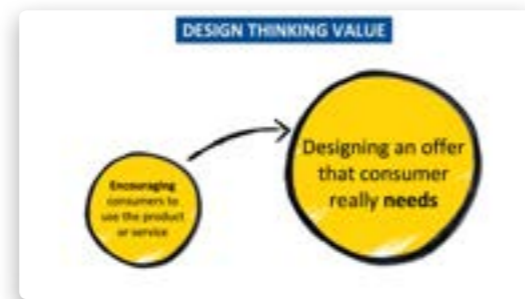 DESIGN THINKING VALUE
Encouraging
consumers to
use the product
or service
Designing an offer
that consumer
really needs